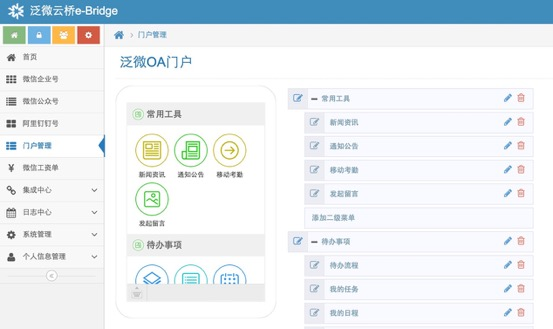 泛微云桥e-Bridge
首页
微信企业号
微信公众号
阿里钉钉号
门户管理
微信工资单
集成中心
日志中心
系统管理
个人信息管理
门户管理
泛微OA门户
常用工具
新闻资讯 通知公告 移动考勤
发起留言
待办事项
常用工具
新闻资讯
通知公告
移动考勤
发起留言
添加二级菜单
待办事项
待办流程
我的任务
我的日程